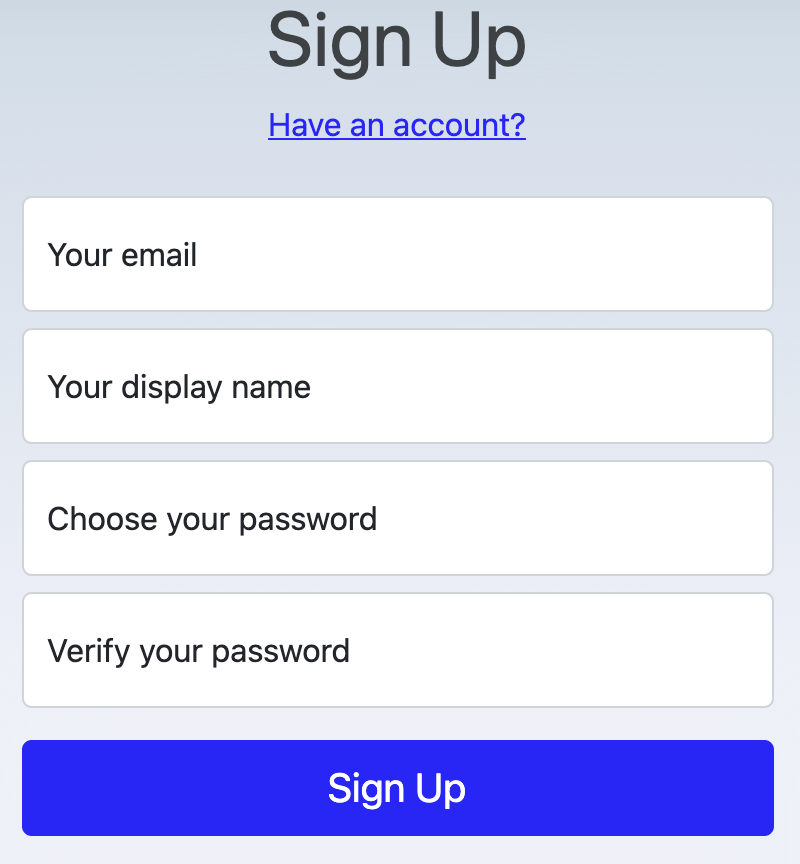 Sign Up
Have an account?
Your email
Your display name
Choose your password
Verify your password
Sign Up